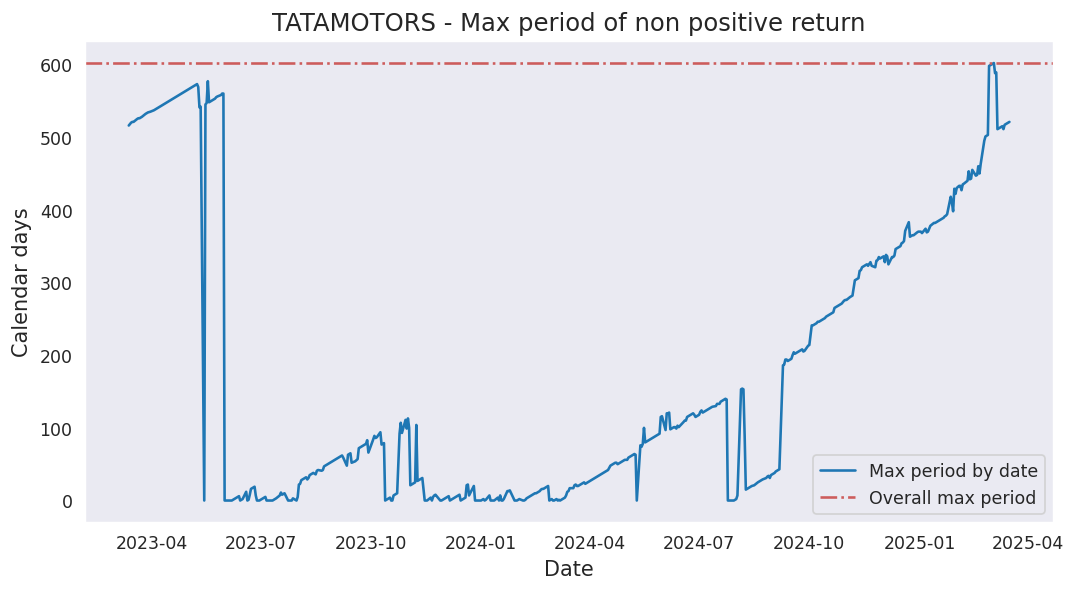 TATAMOTORS - Max period of non positive return
Calendar days
600
500
400
300
200
100
0
Max period by date
Overall max period
2023-04 2023-07 2023-10 2024-01 2024-04 2024-07 2024-10 2025-01 2025-04
Date